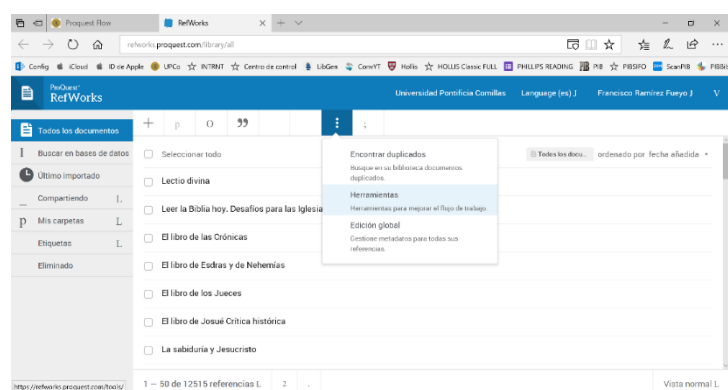 Proquest Flow
RefWorks
refworks.proquest.com/library/all
Config iCloud ID de Apple UPCo INTRNT Centro de control LibGen ConvYT Hollis HOLLIS Classic FULL PHILLIPS READING PIB PIBSIFO ScanPIB PIBBib
ProQuest
RefWorks
Universidad Pontificia Comillas Language (es) J Francisco Ramírez Fueyo J V
Todos los documentos
p O ”
Seleccionar todo
Todos los docu... ordenado por fecha añadida
Buscar en bases de datos
Último importado
Compartiendo L
p Mis carpetas L
Etiquetas L
Eliminado
Encontrar duplicados
Busque en su biblioteca documentos
duplicados.
Herramientas
Herramientas para mejorar el flujo de trabajo.
Edición global
Gestione metadatos para todas sus
referencias.
Lectio divina
Leer la Biblia hoy. Desafíos para las Iglesia
El libro de las Crónicas
El libro de Esdras y de Nehemías
El libro de los Jueces
El libro de Josué Crítica histórica
La sabiduría y Jesucristo
https://refworks.proquest.com/tools/
1 — 50 de 12515 referencias L 2
Vista normal L